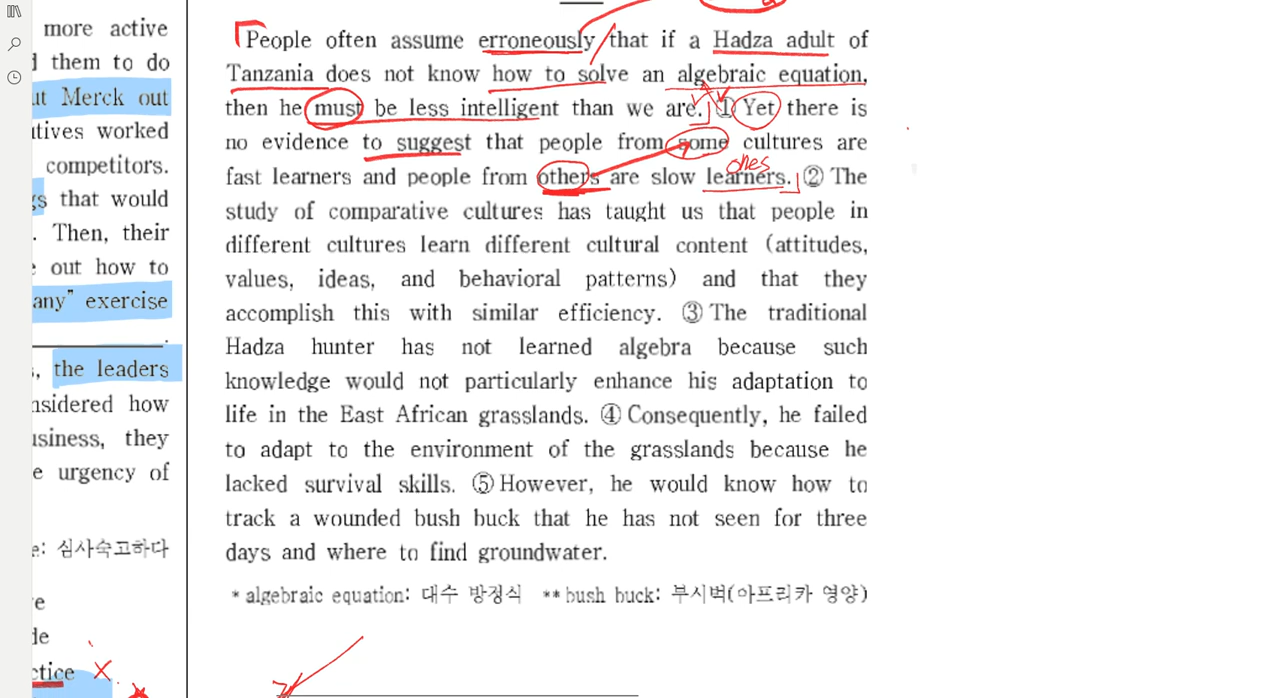 more active
them to do
Merck out
worked
competitors.
that would
. Then, their
out how to
any" exercise
, the leaders
how
they
urgency of
심사숙고하다
People often assume erroneously that if a Hadza adult of
Tanzania does not know how to solve an algebraic equation,
then he must be less intelligent than we are. ① Yet there is
no evidence to suggest that people from some cultures are
ones
fast learners and people from others are slow learners. ② The
study of comparative cultures has taught us that people in
different cultures learn different cultural content (attitudes,
values, ideas, and behavioral patterns) and that they
accomplish this with similar efficiency. ③ The traditional
Hadza hunter has not learned algebra because such
knowledge would not particularly enhance his adaptation to
life in the East African grasslands. ④ Consequently, he failed
to adapt to the environment of the grasslands because he
lacked survival skills. ⑤ However, he would know how to
track a wounded bush buck that he has not seen for three
days and where to find groundwater.
* algebraic equation: 대수 방정식 ** bush buck: 부시벅(아프리카 영양)